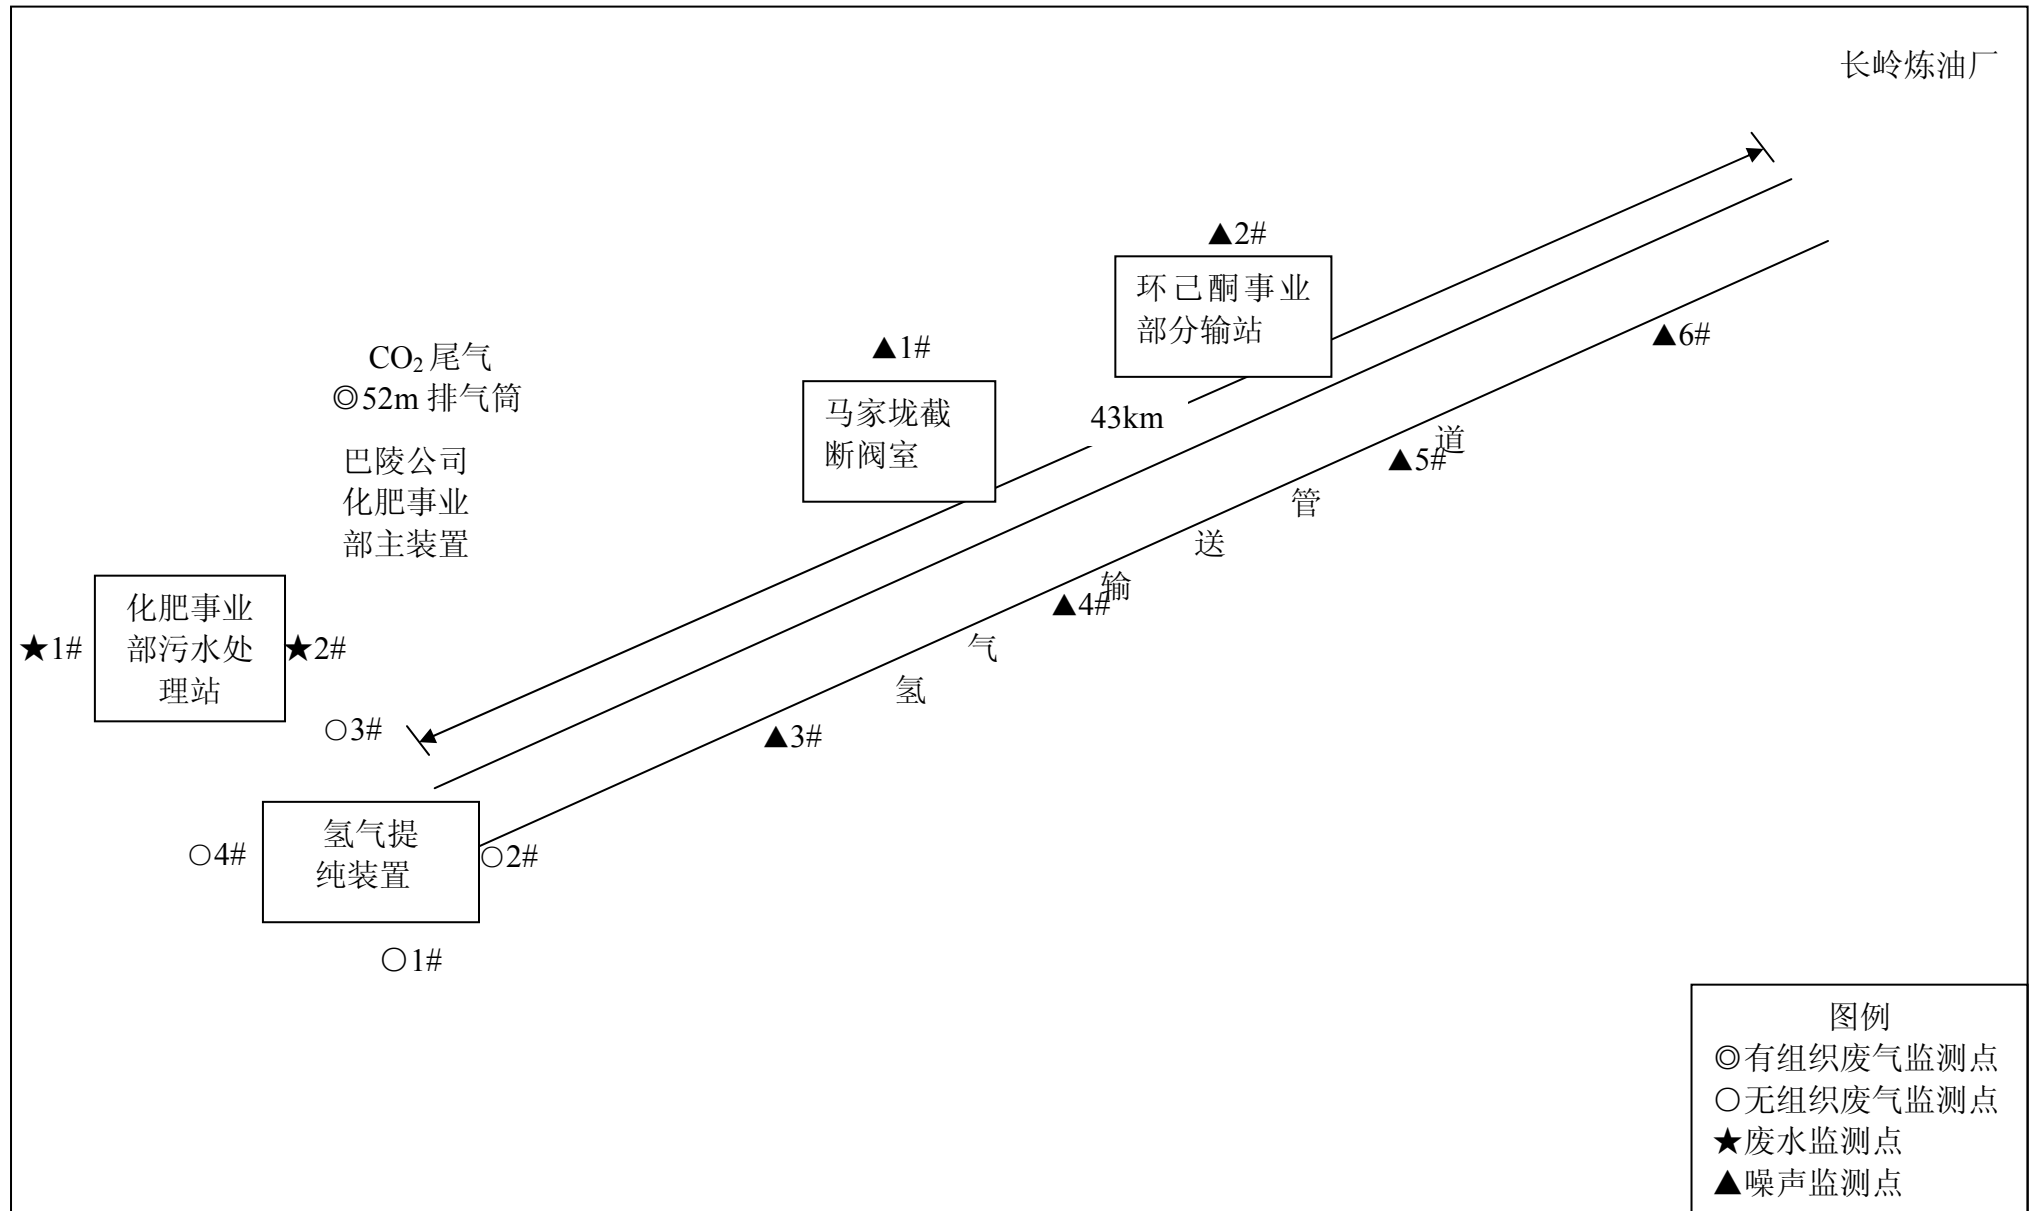 长岭炼油厂
▲2#
环己酮事业
部分输站
▲1#
马家垅截
断阀室
43km
▲6#
▲5#
▲4#
▲3#
氢气输送管道
CO₂尾气
◎52m 排气筒
巴陵公司
化肥事业
部主装置
★1#
化肥事业
部污水处
理站
★2#
○3#
○4#
氢气提
纯装置
○2#
○1#
图例
◎有组织废气监测点
○无组织废气监测点
★废水监测点
▲噪声监测点